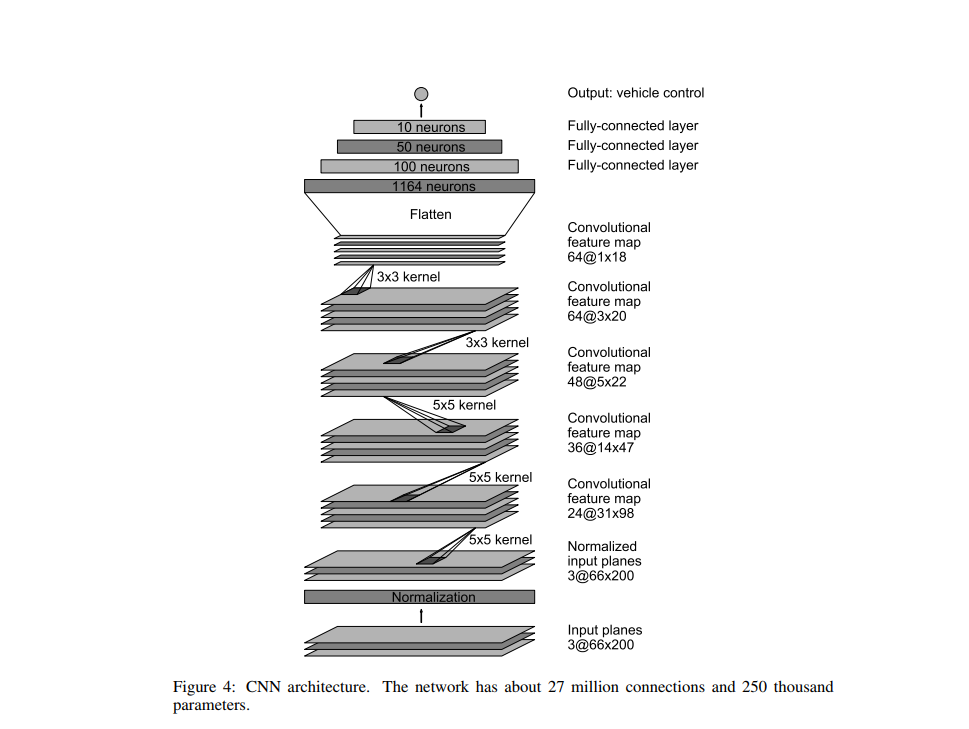 Output: vehicle control
10 neurons
Fully-connected layer
50 neurons
Fully-connected layer
100 neurons
Fully-connected layer
1164 neurons
Flatten
Convolutional
feature map
64@1x18
3x3 kernel
Convolutional
feature map
64@3x20
3x3 kernel
Convolutional
feature map
48@5x22
5x5 kernel
Convolutional
feature map
36@14x47
5x5 kernel
Convolutional
feature map
24@31x98
5x5 kernel
Normalized
input planes
3@66x200
Normalization
Input planes
3@66x200
Figure 4: CNN architecture. The network has about 27 million connections and 250 thousand
parameters.